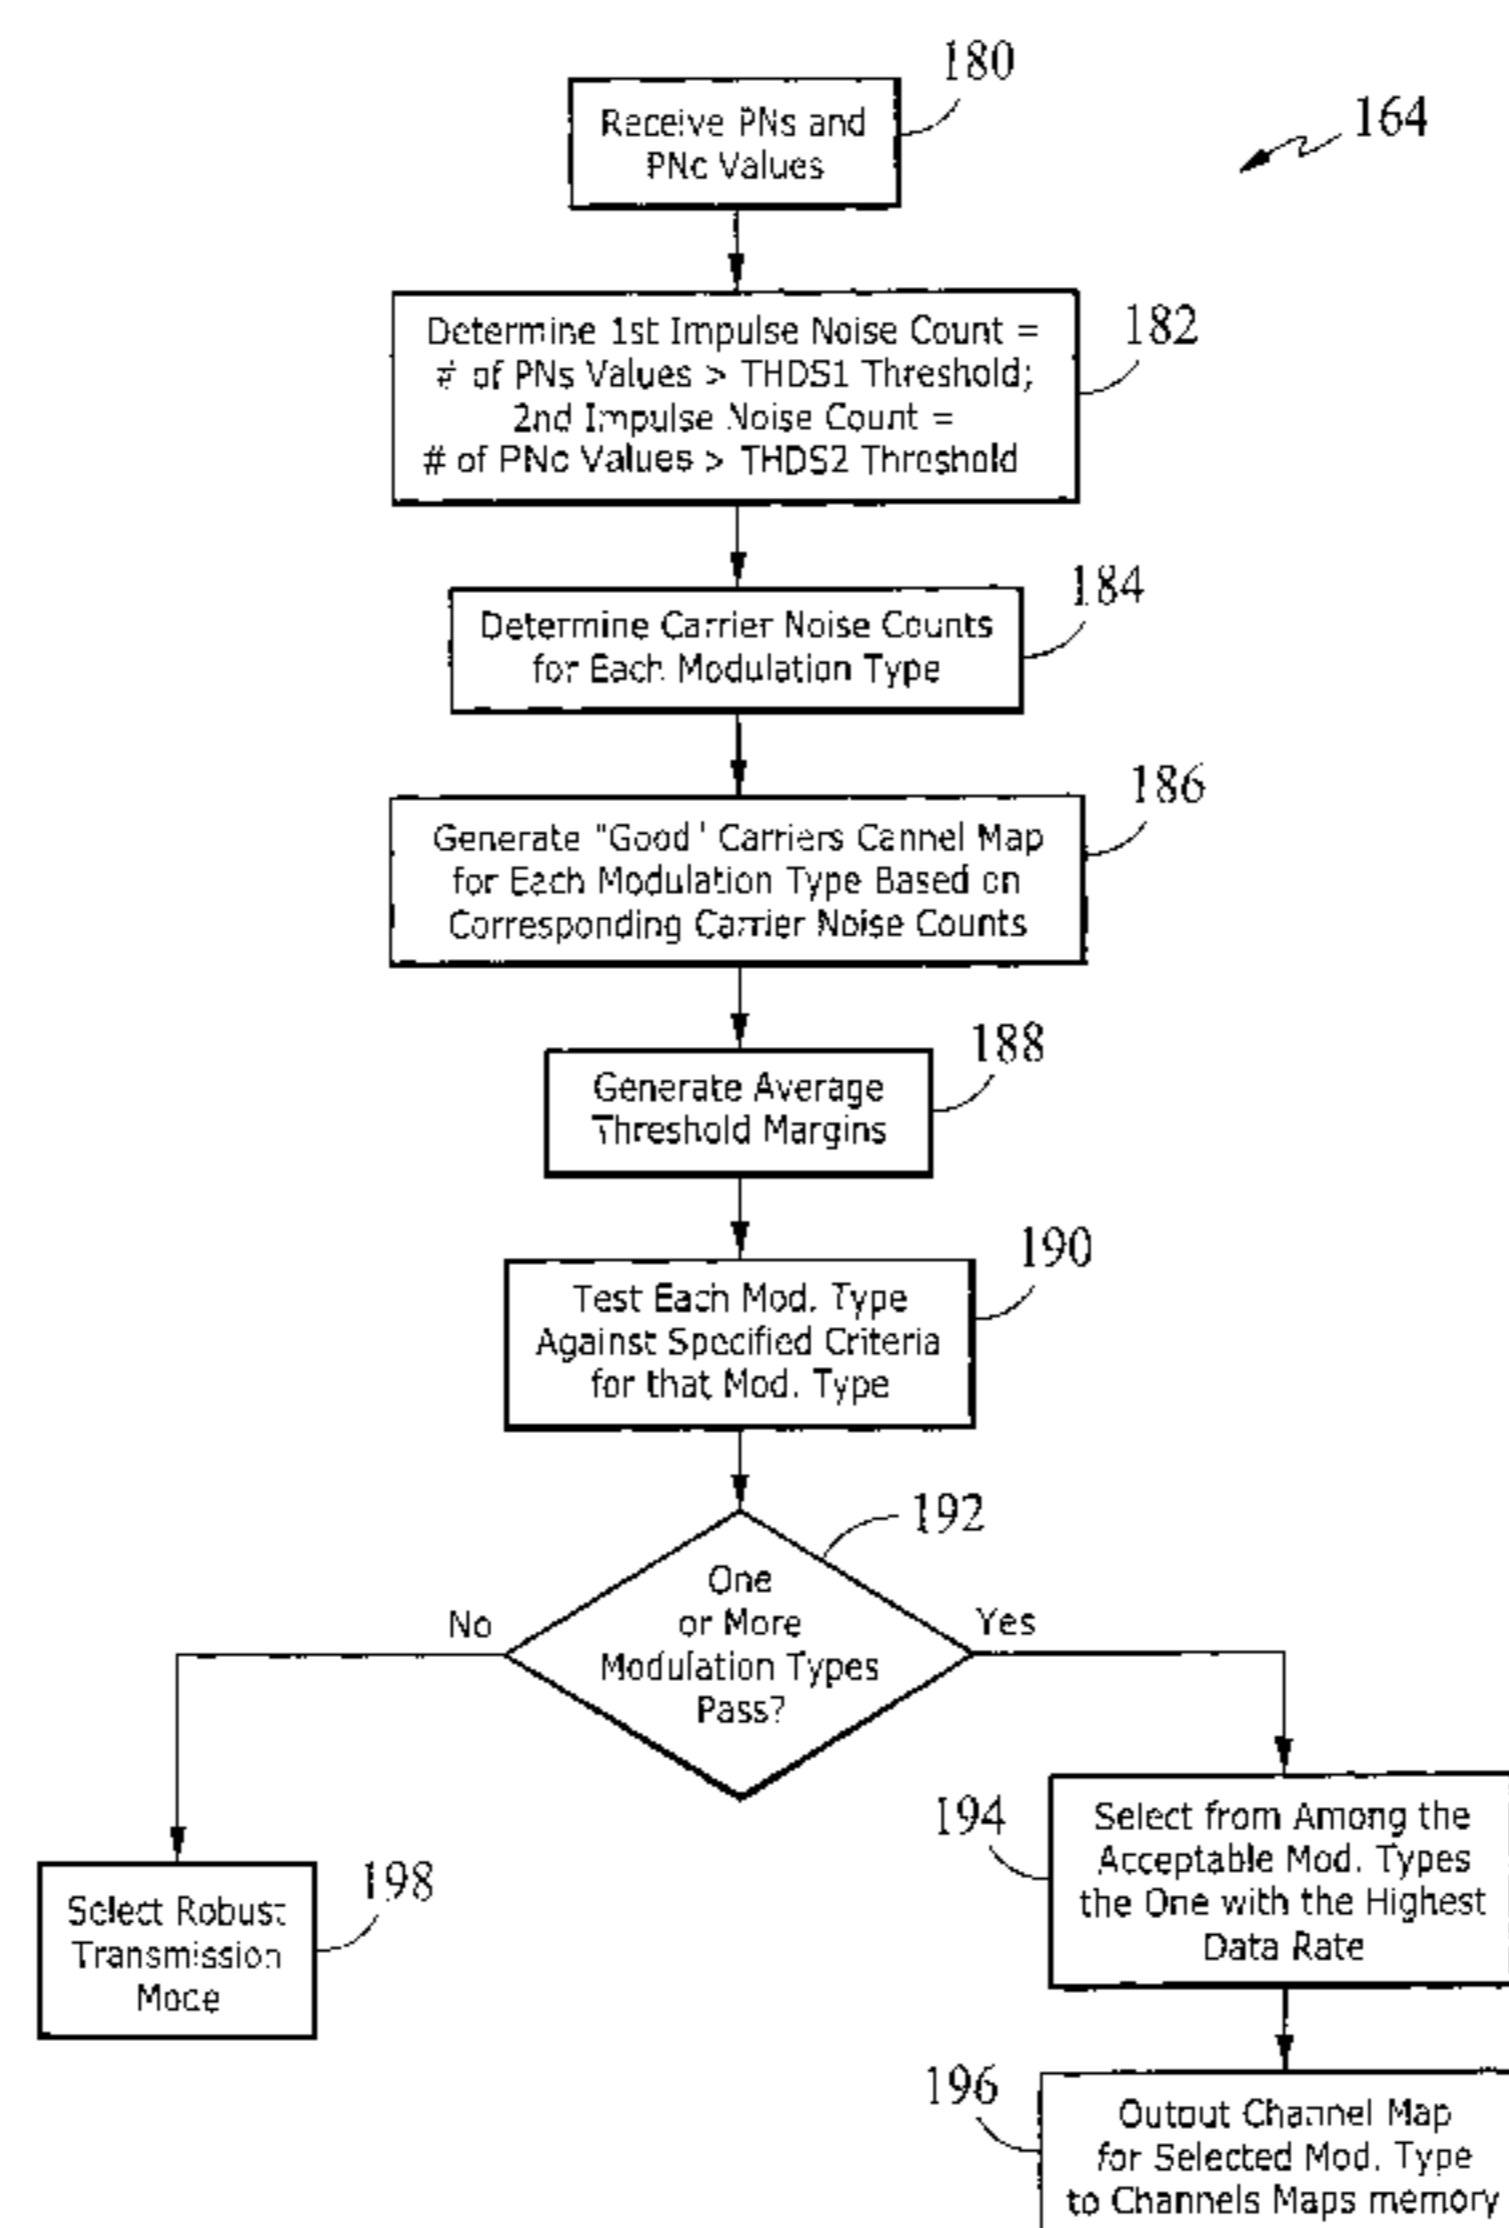 180
Receive PNs and
PNc Values
164
182
Determine 1st Impulse Noise Count =
# of PNs Values > THDS1 Threshold;
2nd Impulse Noise Count =
# of PNc Values > THDS2 Threshold
184
Determine Carrier Noise Counts
for Each Modulation Type
186
Generate "Good" Carriers Cannel Map
for Each Modulation Type Based on
Corresponding Carrier Noise Counts
188
Generate Average
Threshold Margins
190
Test Each Mod. Type
Against Specified Criteria
for that Mod. Type
192
One
or More
Modulation Types
Pass?
No
Yes
194
Select from Among the
Acceptable Mod. Types
the One with the Highest
Data Rate
198
Select Robust
Transmission
Mode
196
Output Channel Map
for Selected Mod. Type
to Channels Maps memory